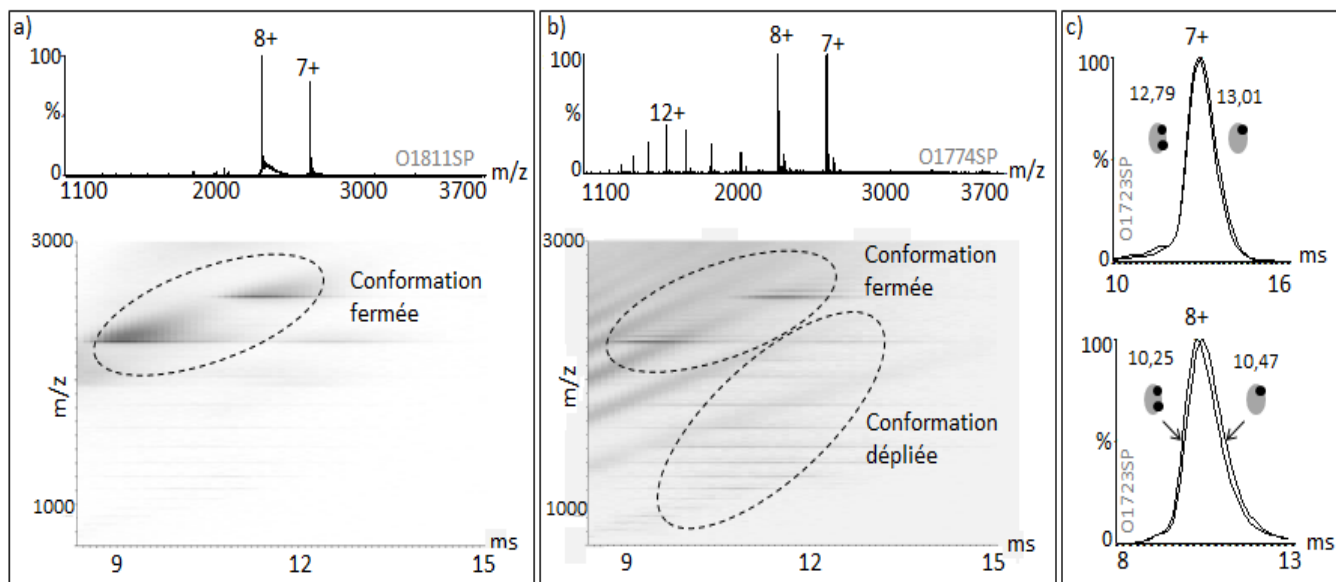 a)
8+
7+
100
%
0
O1811SP
1100
2000
3000
3700
m/z
3000
Conformation
fermée
m/z
1000
9
12
15
ms
b)
8+
7+
100
%
12+
0
O1774SP
1100
2000
3000
3700
m/z
3000
Conformation
fermée
m/z
Conformation
dépliée
1000
9
12
15
ms
c)
7+
100
12,79
13,01
%
O1723SP
0
10
16
ms
8+
100
10,25
10,47
%
O1723SP
0
8
13
ms